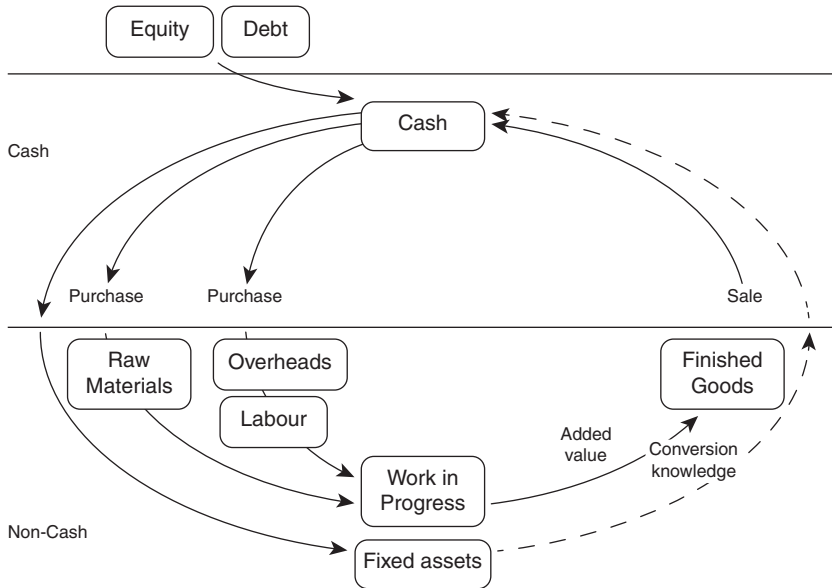 Equity
Debt
Cash
Cash
Purchase
Purchase
Sale
Raw
Materials
Overheads
Labour
Finished
Goods
Added
value
Conversion
knowledge
Work in
Progress
Non-Cash
Fixed assets